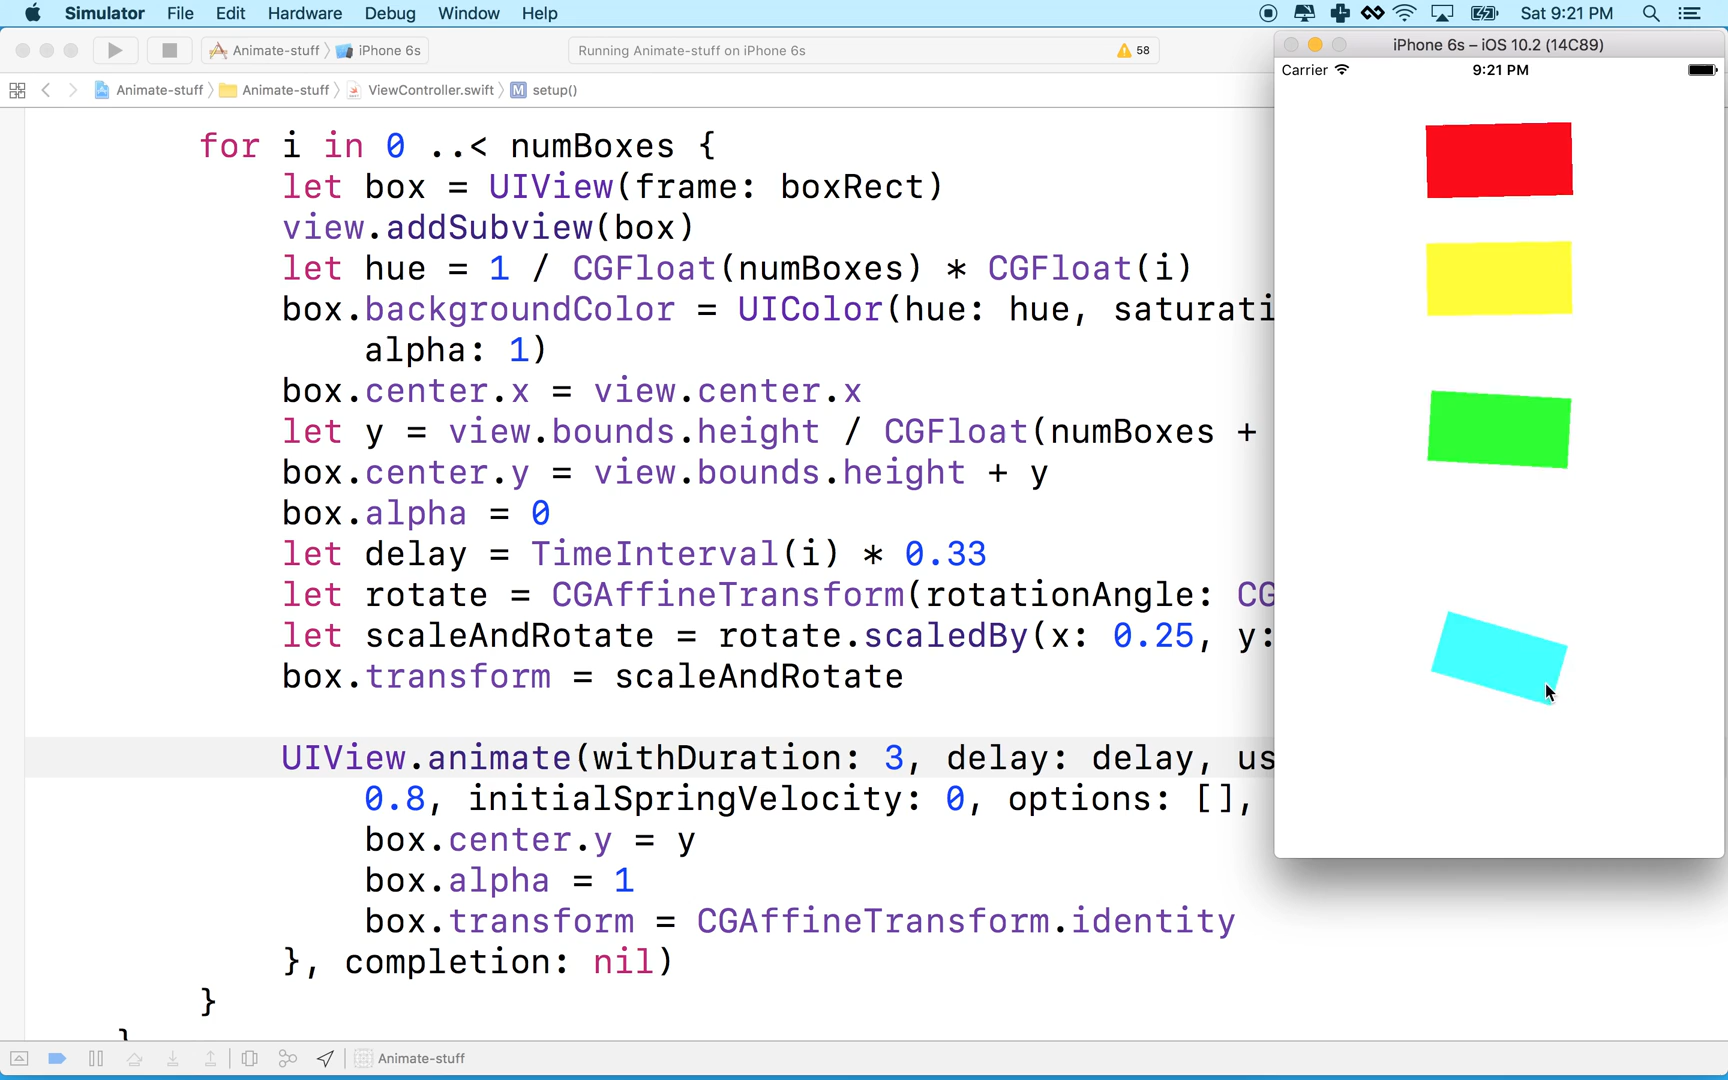 Simulator File Edit Hardware Debug Window Help Sat 9:21 PM
Animate-stuff iPhone 6s Running Animate-stuff on iPhone 6s 58
Animate-stuff Animate-stuff ViewController.swift M setup()
for i in 0 ..< numBoxes {
let box = UIView(frame: boxRect)
view.addSubview(box)
let hue = 1 / CGFloat(numBoxes) * CGFloat(i)
box.backgroundColor = UIColor(hue: hue, saturati
alpha: 1)
box.center.x = view.center.x
let y = view.bounds.height / CGFloat(numBoxes +
box.center.y = view.bounds.height + y
box.alpha = 0
let delay = TimeInterval(i) * 0.33
let rotate = CGAffineTransform(rotationAngle: CG
let scaleAndRotate = rotate.scaledBy(x: 0.25, y:
box.transform = scaleAndRotate
UIView.animate(withDuration: 3, delay: delay, us
0.8, initialSpringVelocity: 0, options: [],
box.center.y = y
box.alpha = 1
box.transform = CGAffineTransform.identity
}, completion: nil)
}
}
Animate-stuff
iPhone 6s – iOS 10.2 (14C89)
Carrier 9:21 PM